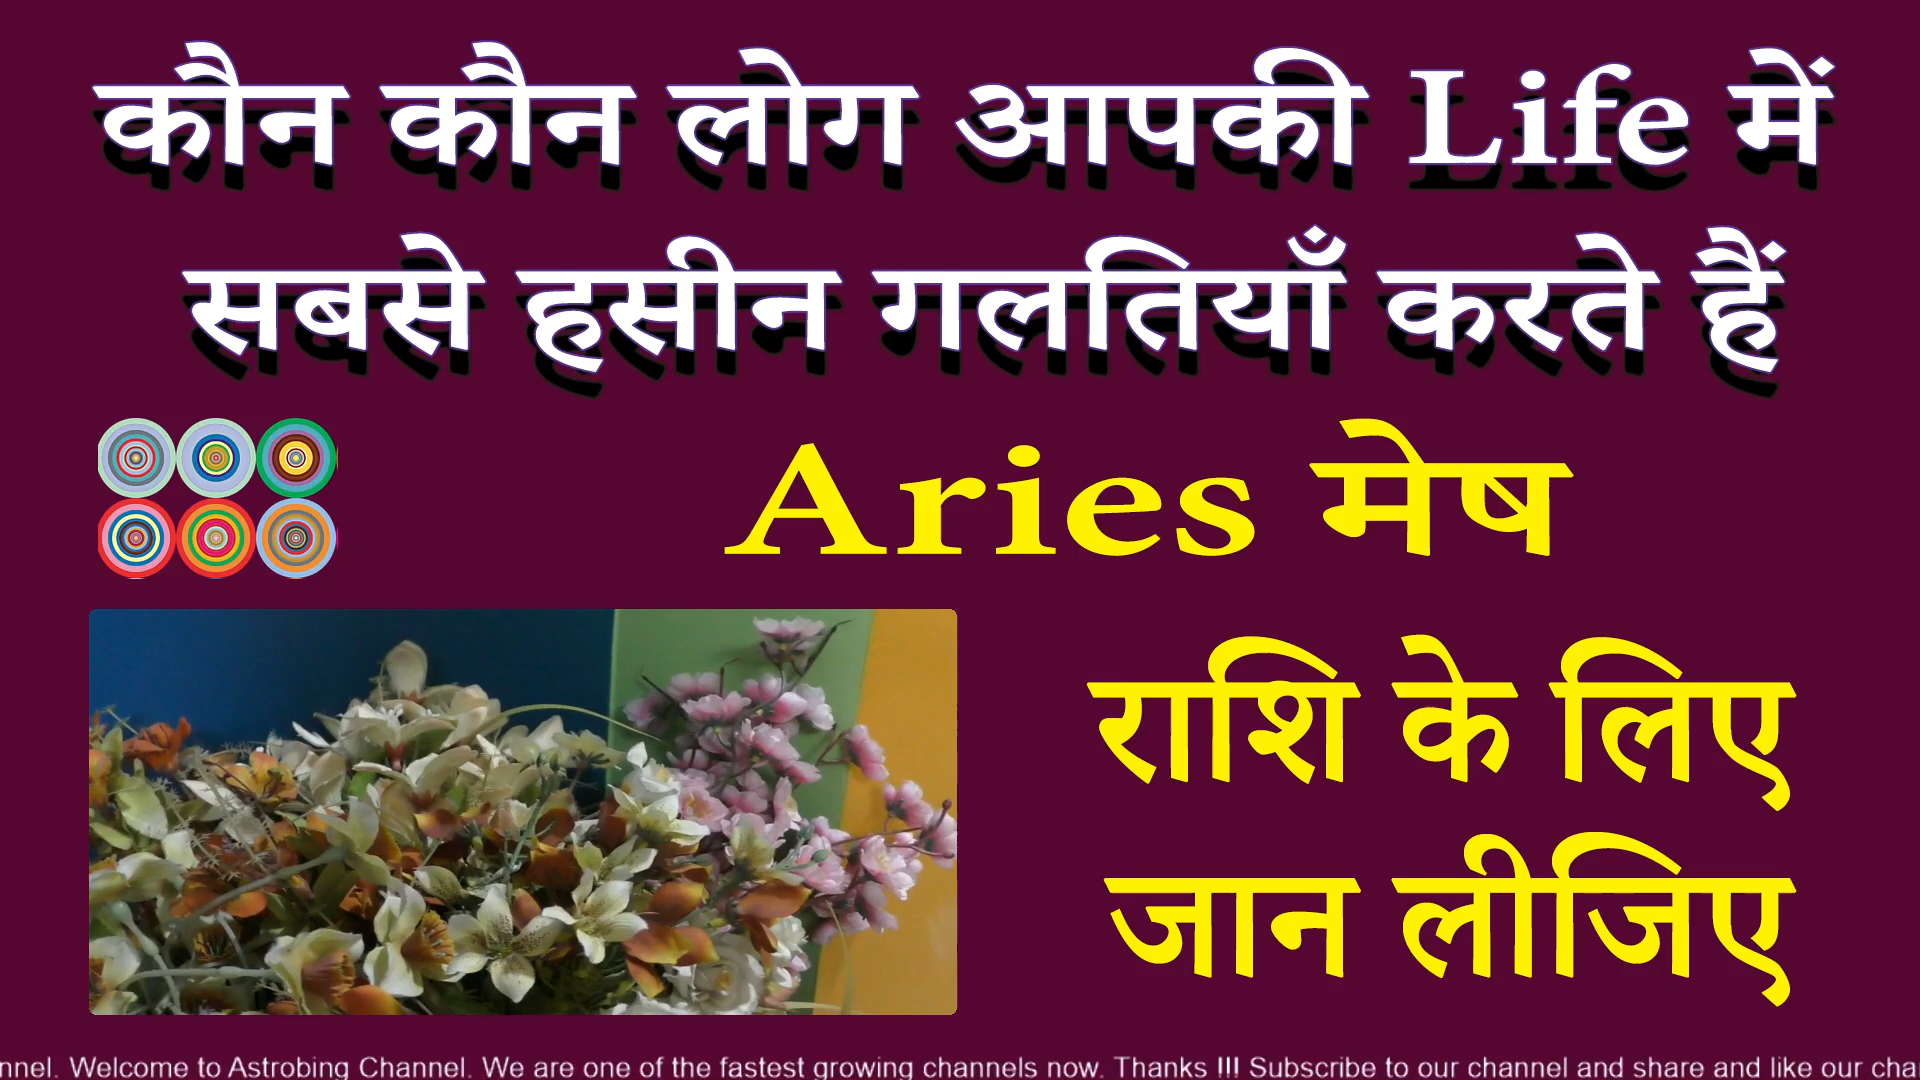 कौन कौन लोग आपकी Life में
सबसे हसीन गलतियाँ करते हैं
Aries मेष
राशि के लिए
जान लीजिए
nnel. Welcome to Astrobing Channel. We are one of the fastest growing channels now. Thanks !!! Subscribe to our channel and share and like our cha